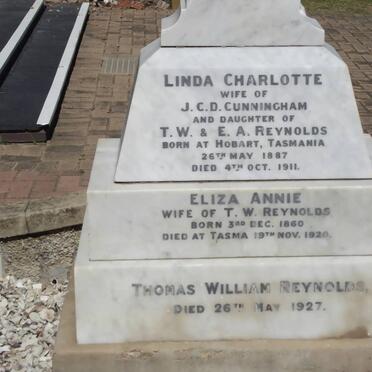 LINDA CHARLOTTE
WIFE OF
J.C.D. CUNNINGHAM
AND DAUGHTER OF
T.W. & E.A. REYNOLDS
BORN AT HOBART, TASMANIA
26TH MAY 1887
DIED 4TH OCT. 1911.
ELIZA ANNIE
WIFE OF T.W. REYNOLDS
BORN 3RD DEC. 1860
DIED AT TASMA 19TH NOV. 1920.
THOMAS WILLIAM REYNOLDS,
DIED 26TH MAY 1927.